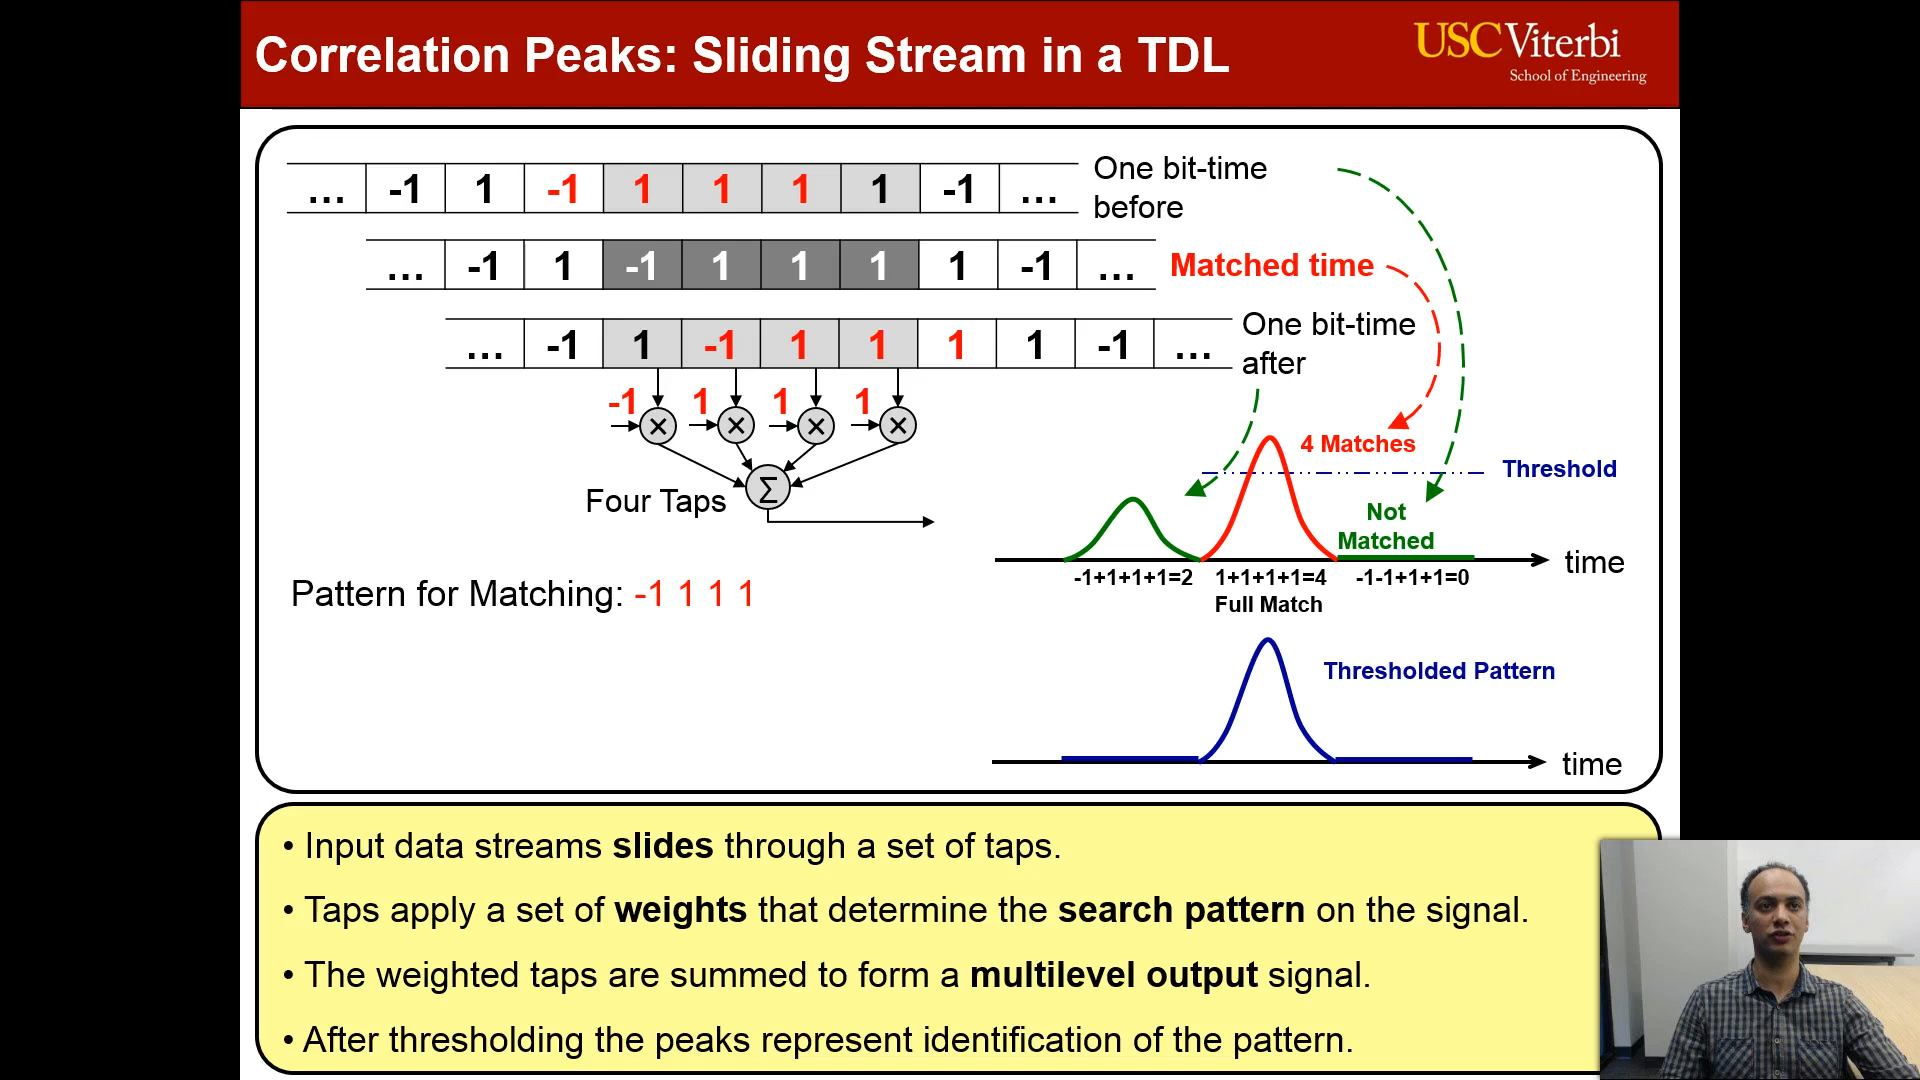 Correlation Peaks: Sliding Stream in a TDL
USC Viterbi
School of Engineering
... -1 1 -1 1 1 1 1 -1 ...
One bit-time
before
... -1 1 -1 1 1 1 1 -1 ...
Matched time
... -1 1 -1 1 1 1 1 -1 ...
One bit-time
after
-1 1 1 1
× × × ×
Σ
Four Taps
4 Matches
Threshold
Not
Matched
time
-1+1+1+1=2 1+1+1+1=4 -1-1+1+1=0
Full Match
Pattern for Matching: -1 1 1 1
Thresholded Pattern
time
• Input data streams slides through a set of taps.
• Taps apply a set of weights that determine the search pattern on the signal.
• The weighted taps are summed to form a multilevel output signal.
• After thresholding the peaks represent identification of the pattern.